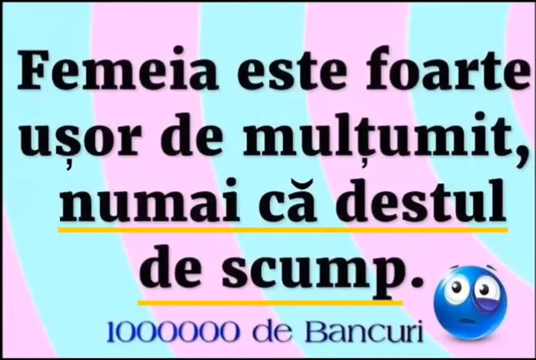 Femeia este foarte
ușor de mulțumit,
numai că destul
de scump.
1000000 de Bancuri